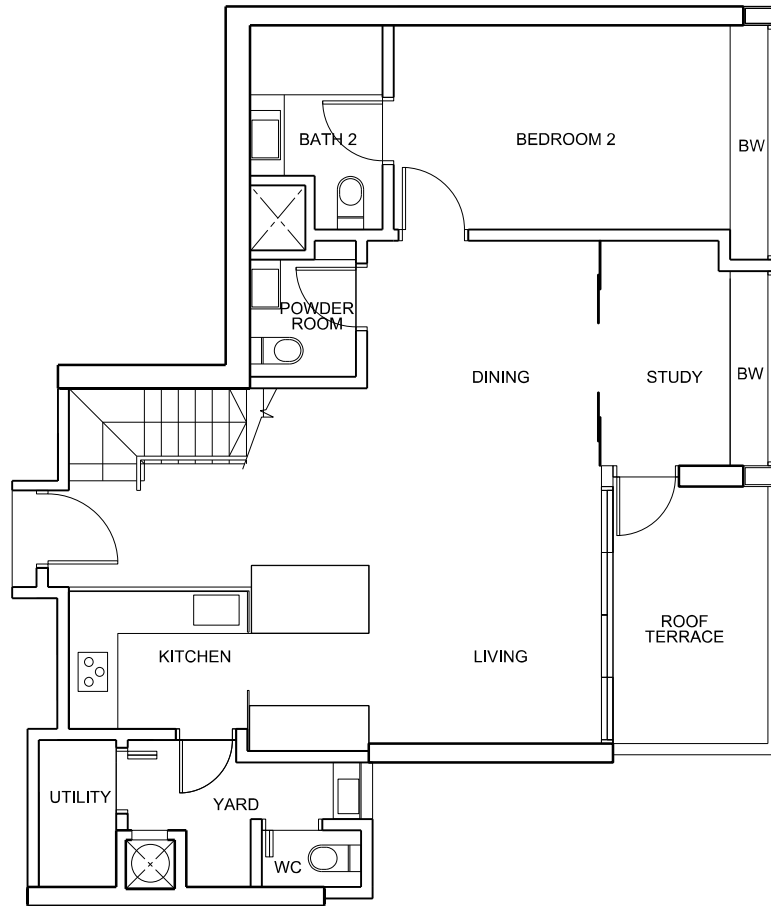 BATH 2
BEDROOM 2
BW
POWDER
ROOM
DINING
STUDY
BW
ROOF
TERRACE
KITCHEN
LIVING
UTILITY
YARD
WC